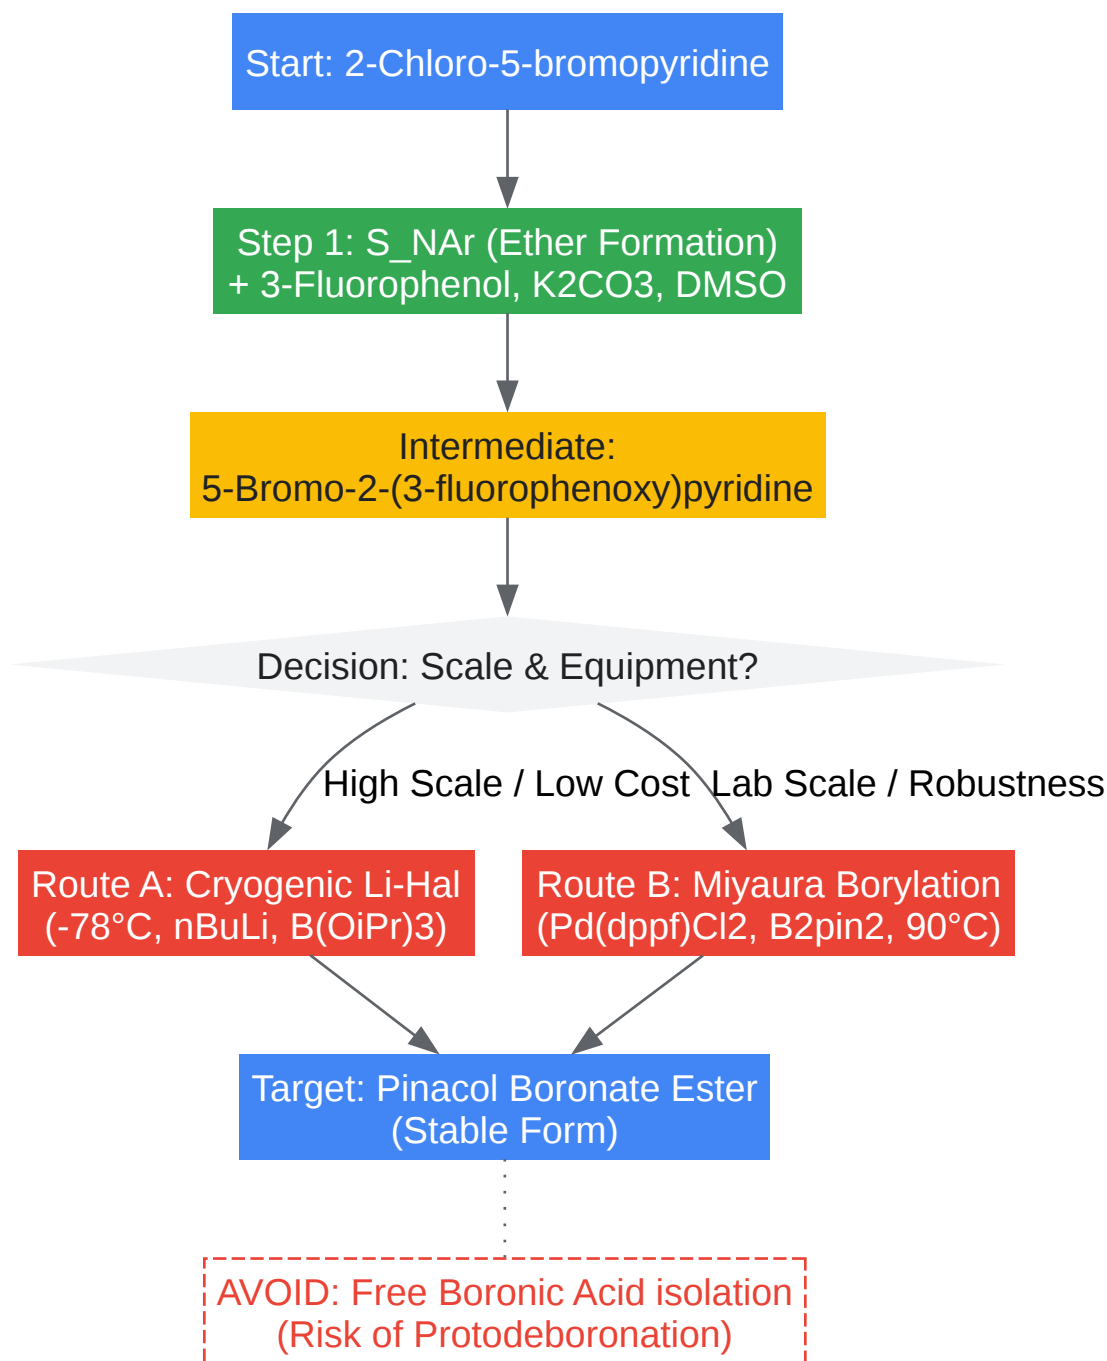 Start: 2-Chloro-5-bromopyridine
Step 1: S_NAr (Ether Formation)
+ 3-Fluorophenol, K2CO3, DMSO
Intermediate:
5-Bromo-2-(3-fluorophenoxy)pyridine
Decision: Scale & Equipment?
High Scale / Low Cost
Lab Scale / Robustness
Route A: Cryogenic Li-Hal
(-78°C, nBuLi, B(OiPr)3)
Route B: Miyaura Borylation
(Pd(dppf)Cl2, B2pin2, 90°C)
Target: Pinacol Boronate Ester
(Stable Form)
AVOID: Free Boronic Acid isolation
(Risk of Protodeboronation)